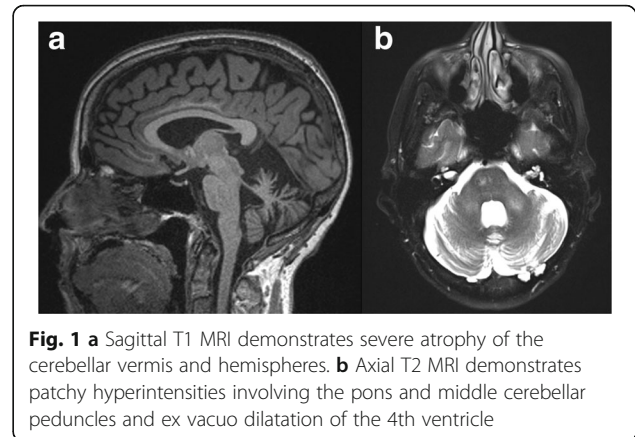 a
b
Fig. 1 a Sagittal T1 MRI demonstrates severe atrophy of the
cerebellar vermis and hemispheres. b Axial T2 MRI demonstrates
patchy hyperintensities involving the pons and middle cerebellar
peduncles and ex vacuo dilatation of the 4th ventricle